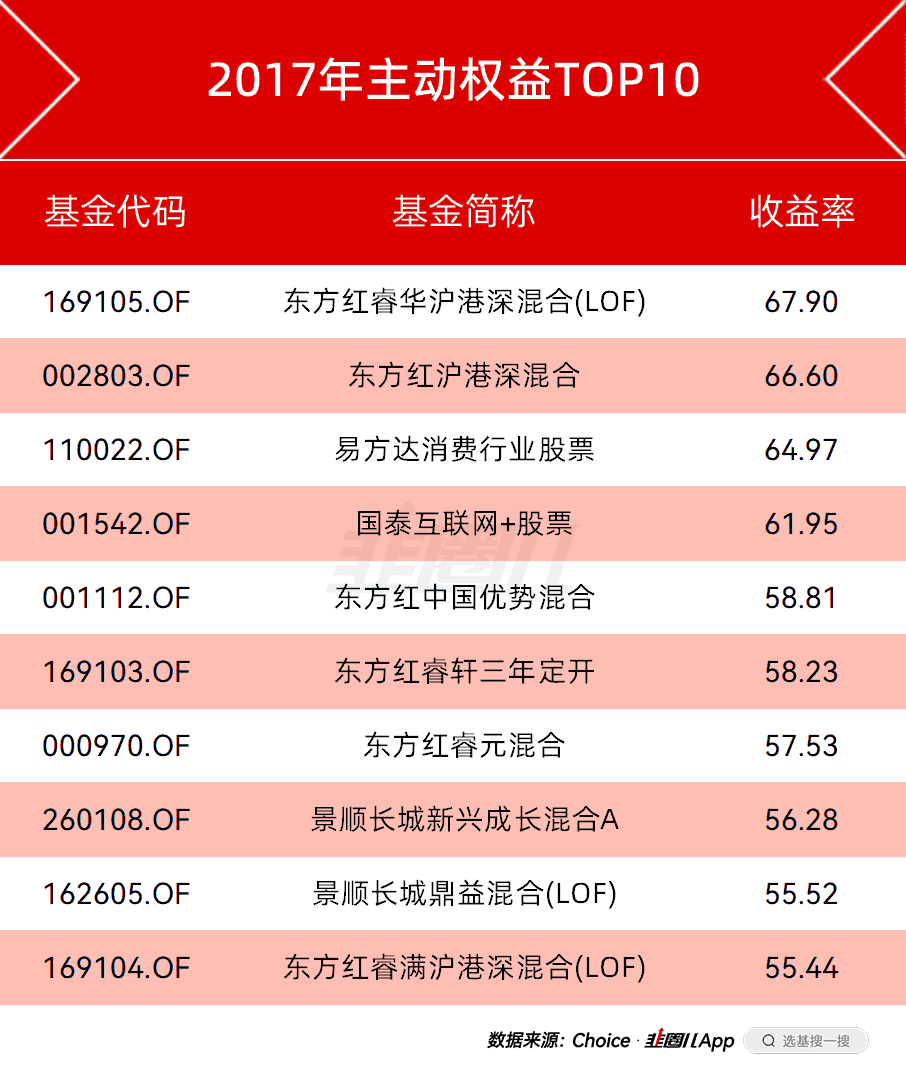 2017年主动权益TOP10
基金代码 基金简称 收益率
169105.OF 东方红睿华沪港深混合(LOF) 67.90
002803.OF 东方红沪港深混合 66.60
110022.OF 易方达消费行业股票 64.97
001542.OF 国泰互联网+股票 61.95
韭圈儿
001112.OF 东方红中国优势混合 58.81
169103.OF 东方红睿轩三年定开 58.23
000970.OF 东方红睿元混合 57.53
260108.OF 景顺长城新兴成长混合A 56.28
162605.OF 景顺长城鼎益混合(LOF) 55.52
169104.OF 东方红睿满沪港深混合(LOF) 55.44
数据来源：Choice · 韭圈儿App 选基搜一搜